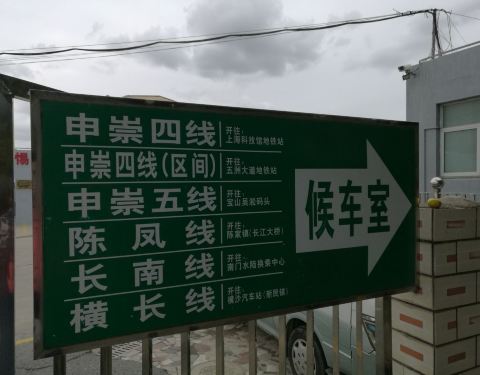 申崇四线 开往：
上海科技馆地铁站
申崇四线(区间) 开往：
五洲大道地铁站
申崇五线 开往：
宝山吴淞码头
陈凤线 开往：
陈家镇(长江大桥)
长南线 开往：
南门水陆换乘中心
横长线 开往：
横沙汽车站(新民镇)
候车室